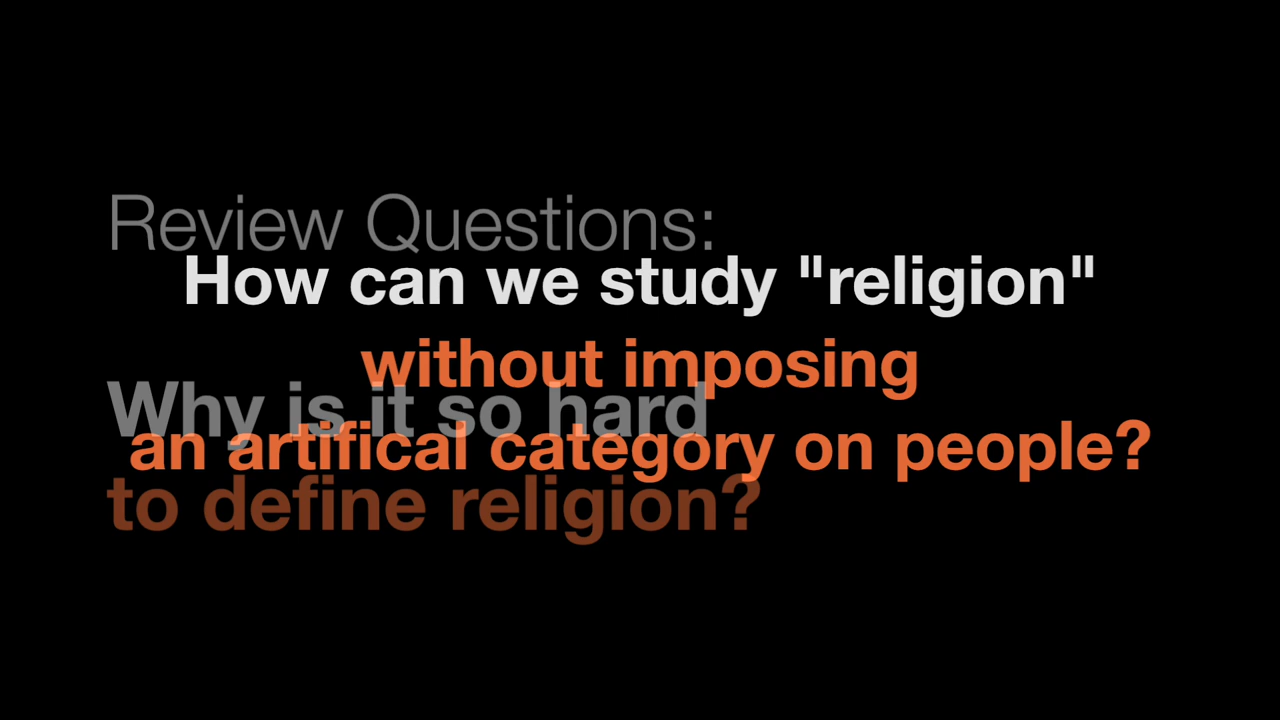 Review Questions:
How can we study "religion"
without imposing
Why is it so hard
an artifical category on people?
to define religion?